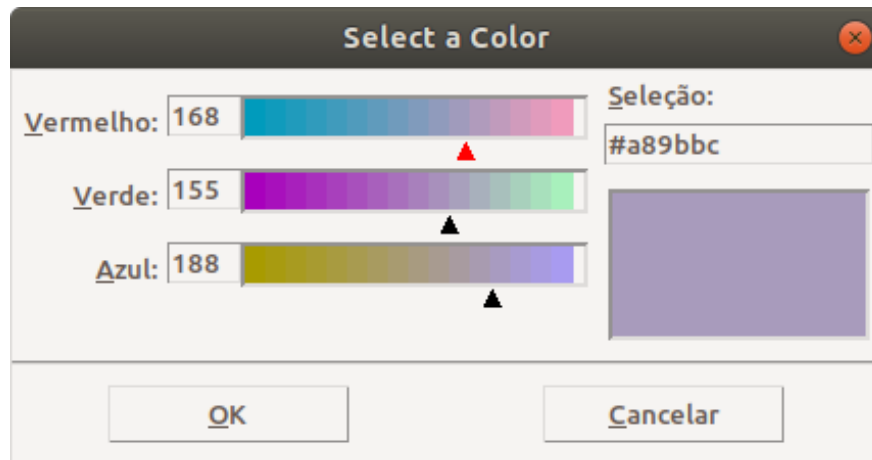 Select a Color
Vermelho: 168
Seleção:
#a89bbc
Verde: 155
Azul: 188
OK
Cancelar